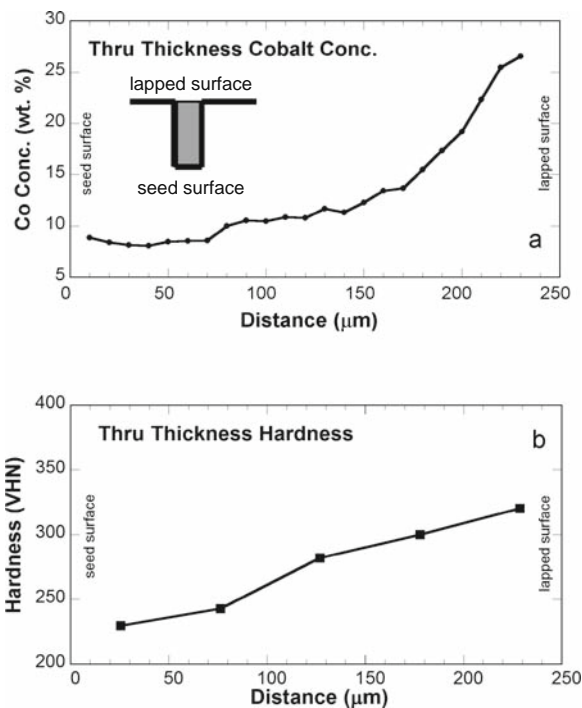 30
Thru Thickness Cobalt Conc.
25
lapped surface
20
15
seed surface
10
5
Co Conc. (wt. %)
seed surface
lapped surface
a
0 50 100 150 200 250
Distance (μm)
400
Thru Thickness Hardness
b
350
300
250
200
Hardness (VHN)
seed surface
lapped surface
0 50 100 150 200 250
Distance (μm)